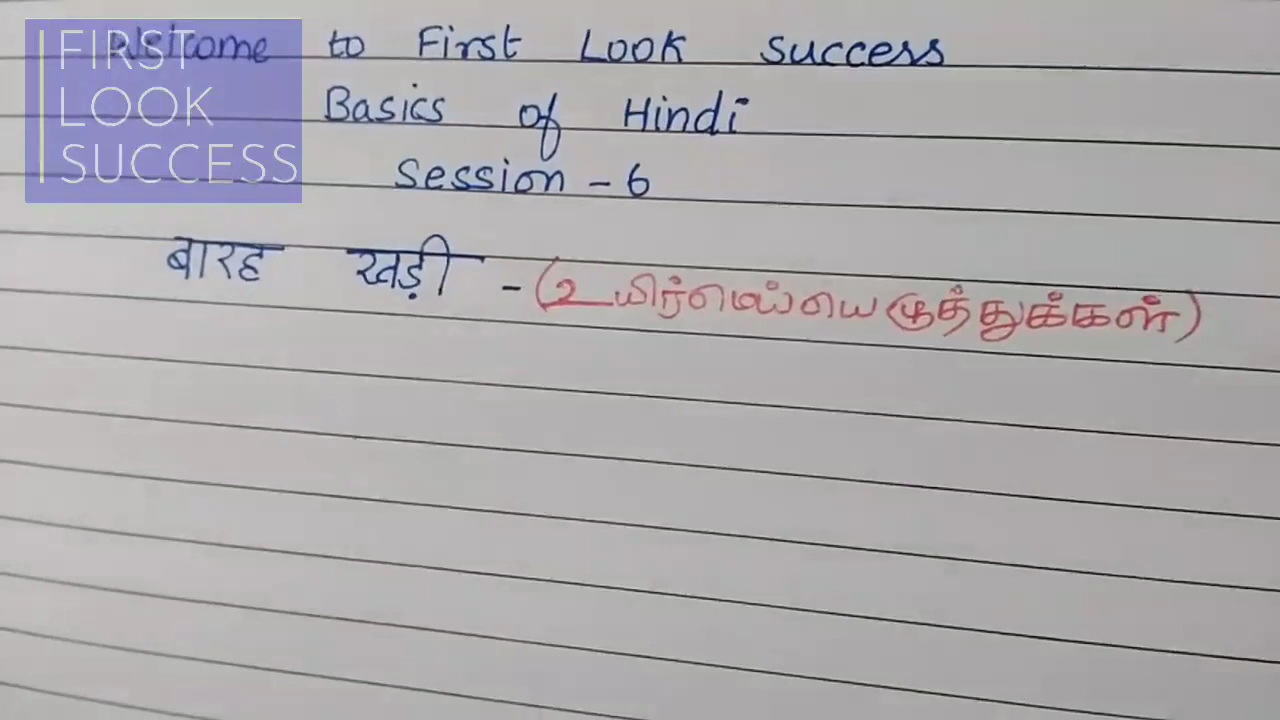 FIRST
LOOK
SUCCESS
Welcome to First Look Success
Basics of Hindi
Session - 6
बारह खड़ी - (உயிர்மெய்யெழுத்துக்கள்)